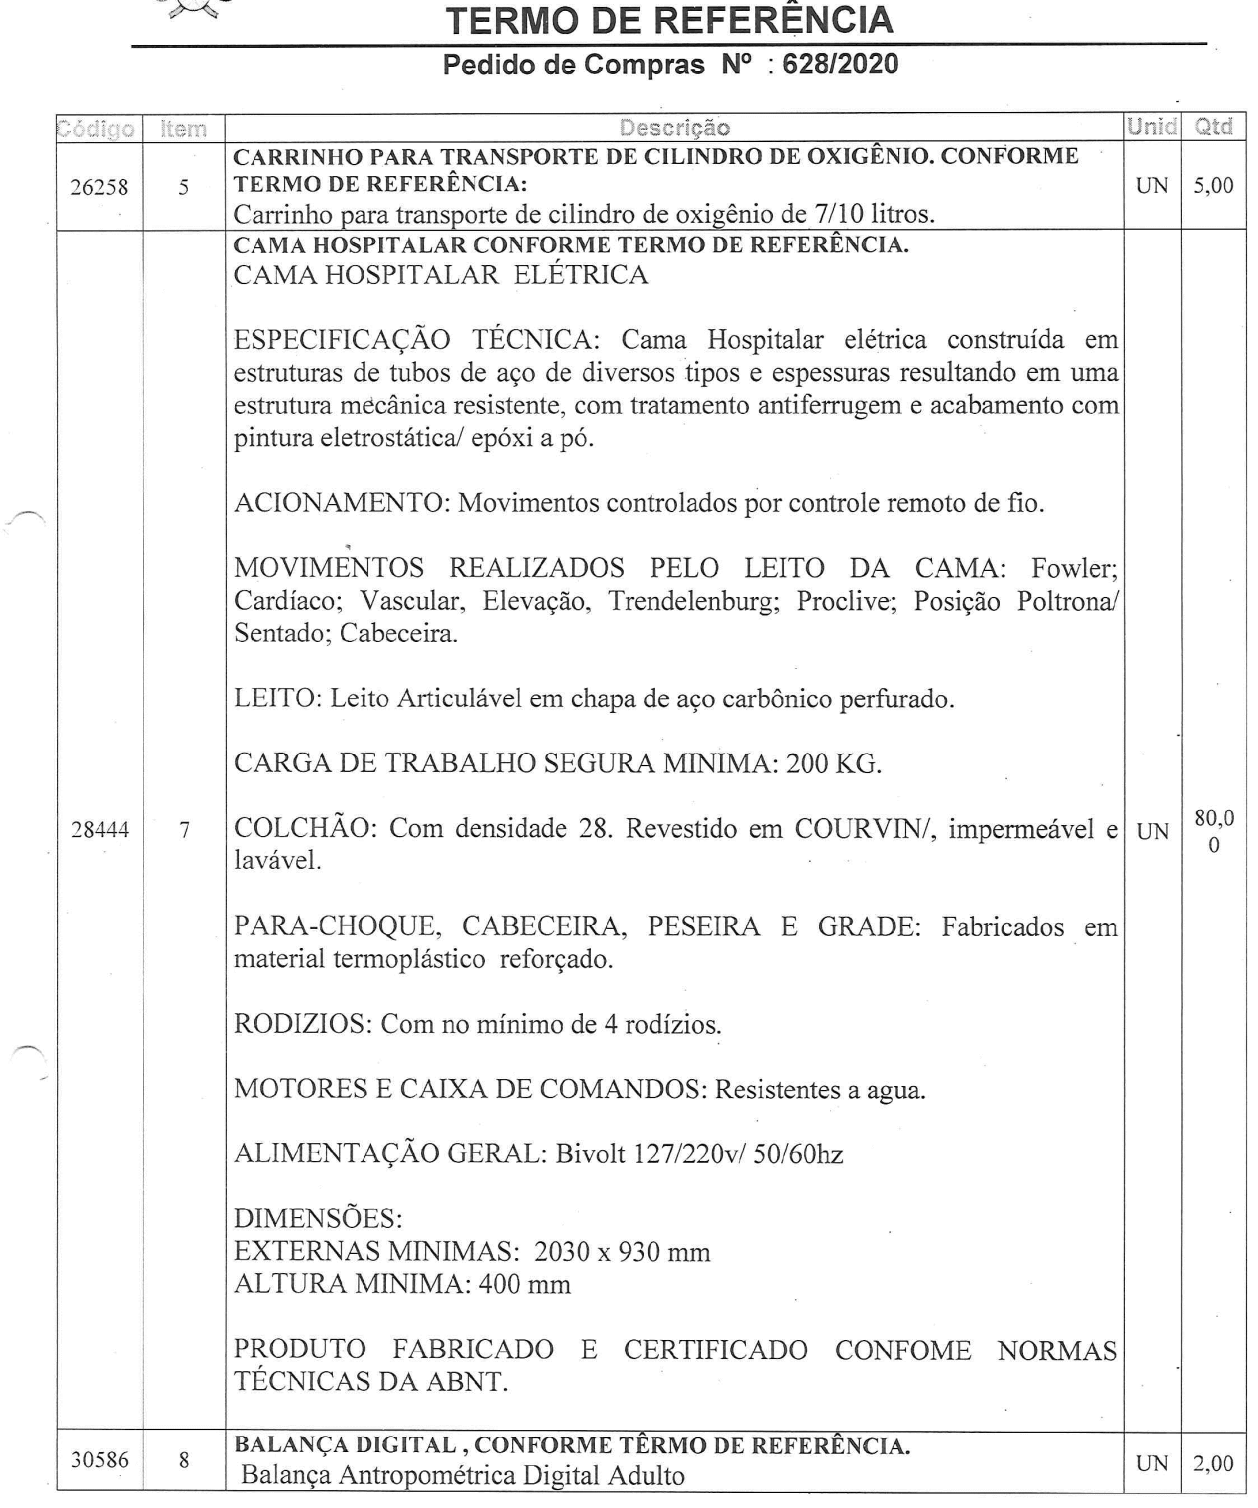 TERMO DE REFERÊNCIA
Pedido de Compras Nº : 628/2020
Código Item Descrição Unid Qtd
26258 5 CARRINHO PARA TRANSPORTE DE CILINDRO DE OXIGÊNIO. CONFORME
TERMO DE REFERÊNCIA: UN 5,00
Carrinho para transporte de cilindro de oxigênio de 7/10 litros.
CAMA HOSPITALAR CONFORME TERMO DE REFERÊNCIA.
CAMA HOSPITALAR ELÉTRICA
ESPECIFICAÇÃO TÉCNICA: Cama Hospitalar elétrica construída em
estruturas de tubos de aço de diversos tipos e espessuras resultando em uma
estrutura mecânica resistente, com tratamento antiferrugem e acabamento com
pintura eletrostática/ epóxi a pó.
ACIONAMENTO: Movimentos controlados por controle remoto de fio.
MOVIMENTOS REALIZADOS PELO LEITO DA CAMA: Fowler;
Cardíaco; Vascular, Elevação, Trendelenburg; Proclive; Posição Poltrona/
Sentado; Cabeceira.
LEITO: Leito Articulável em chapa de aço carbônico perfurado.
CARGA DE TRABALHO SEGURA MINIMA: 200 KG.
28444 7 COLCHÃO: Com densidade 28. Revestido em COURVIN/, impermeável e UN 80,0
lavável. 0
PARA-CHOQUE, CABECEIRA, PESEIRA E GRADE: Fabricados em
material termoplástico reforçado.
RODIZIOS: Com no mínimo de 4 rodízios.
MOTORES E CAIXA DE COMANDOS: Resistentes a agua.
ALIMENTAÇÃO GERAL: Bivolt 127/220v/ 50/60hz
DIMENSÕES:
EXTERNAS MINIMAS: 2030 x 930 mm
ALTURA MINIMA: 400 mm
PRODUTO FABRICADO E CERTIFICADO CONFOME NORMAS
TÉCNICAS DA ABNT.
30586 8 BALANÇA DIGITAL , CONFORME TÊRMO DE REFERÊNCIA. UN 2,00
Balança Antropométrica Digital Adulto